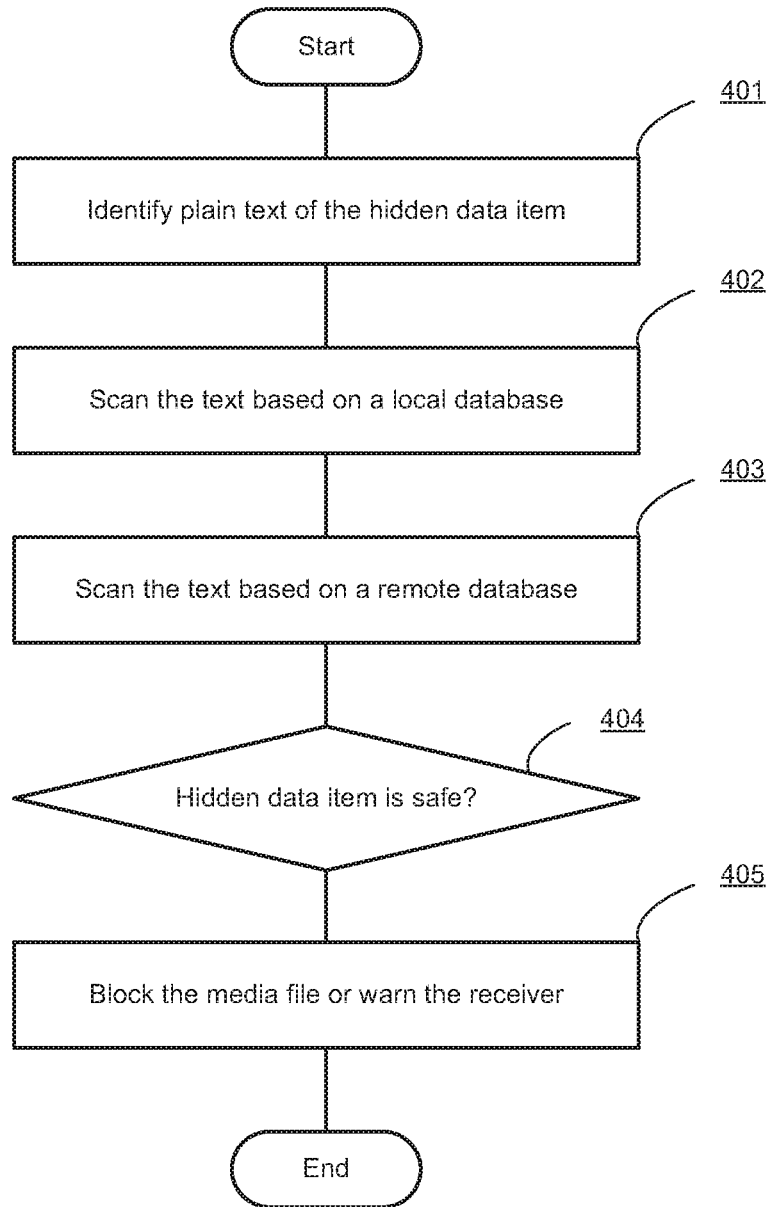 Start
401
Identify plain text of the hidden data item
402
Scan the text based on a local database
403
Scan the text based on a remote database
404
Hidden data item is safe?
405
Block the media file or warn the receiver
End